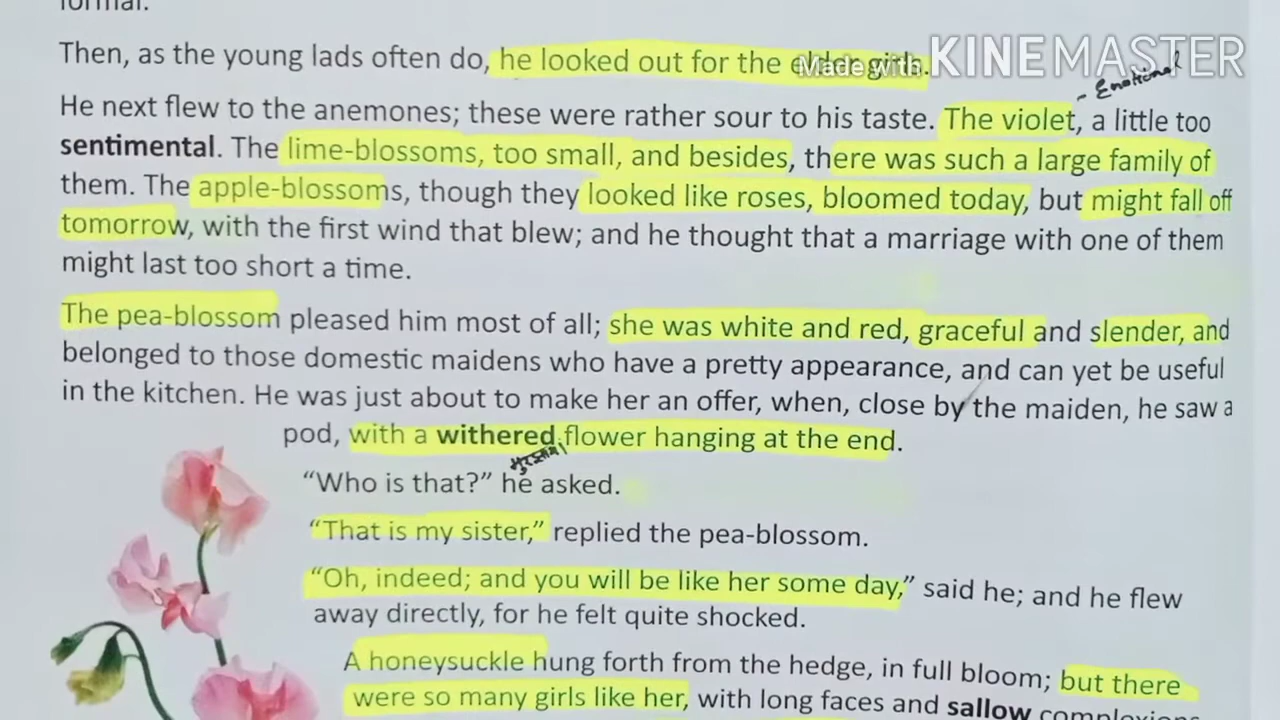 formal.
Then, as the young lads often do, he looked out for the elder girls.
Made with KINEMASTER
- Emotional
He next flew to the anemones; these were rather sour to his taste. The violet, a little too
sentimental. The lime-blossoms, too small, and besides, there was such a large family of
them. The apple-blossoms, though they looked like roses, bloomed today, but might fall off
tomorrow, with the first wind that blew; and he thought that a marriage with one of them
might last too short a time.
The pea-blossom pleased him most of all; she was white and red, graceful and slender, and
belonged to those domestic maidens who have a pretty appearance, and can yet be useful
in the kitchen. He was just about to make her an offer, when, close by the maiden, he saw a
pod, with a withered flower hanging at the end.
“Who is that?” he asked.
“That is my sister,” replied the pea-blossom.
“Oh, indeed; and you will be like her some day,” said he; and he flew
away directly, for he felt quite shocked.
A honeysuckle hung forth from the hedge, in full bloom; but there
were so many girls like her, with long faces and sallow complexions